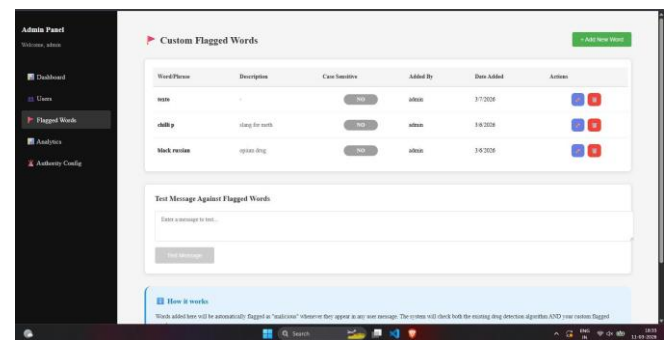 Admin Panel
Welcome, admin
Dashboard
Users
Flagged Words
Analytics
Authority Config
Custom Flagged Words
+ Add New Word
Word/Phrase Description Case Sensitive Added By Date Added Actions
- NO admin 3/7/2026
chilli p slang for meth NO admin 3/6/2026
black russian opium drug NO admin 3/6/2026
Test Message Against Flagged Words
Enter a message to test...
Test Message
How it works
Words added here will be automatically flagged as "malicious" whenever they appear in any user message. The system will check both the existing drug detection algorithm AND your custom flagged
Search
ENG
IN
11-03-2026